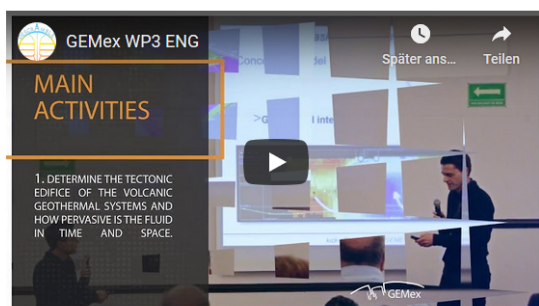 GEMex WP3 ENG
Später ans...
Teilen
MAIN
ACTIVITIES
1. DETERMINE THE TECTONIC
EDIFICE OF THE VOLCANIC
GEOTHERMAL SYSTEMS AND
HOW PERVASIVE IS THE FLUID
IN TIME AND SPACE.
GEMex